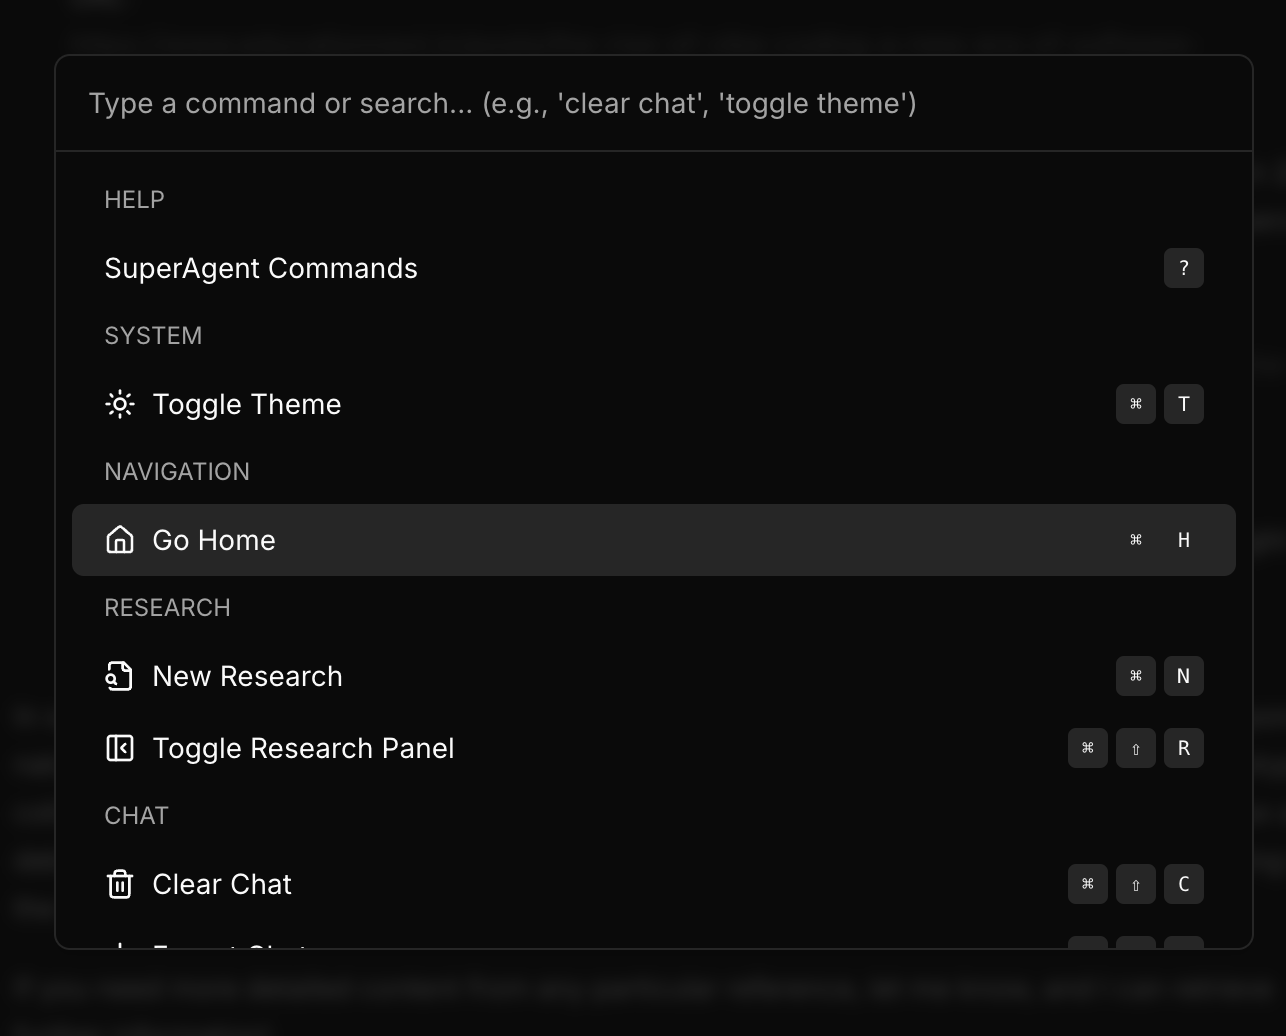 Type a command or search... (e.g., 'clear chat', 'toggle theme')
HELP
SuperAgent Commands ?
SYSTEM
Toggle Theme ⌘ T
NAVIGATION
Go Home ⌘ H
RESEARCH
New Research ⌘ N
Toggle Research Panel ⌘ ⇧ R
CHAT
Clear Chat ⌘ ⇧ C